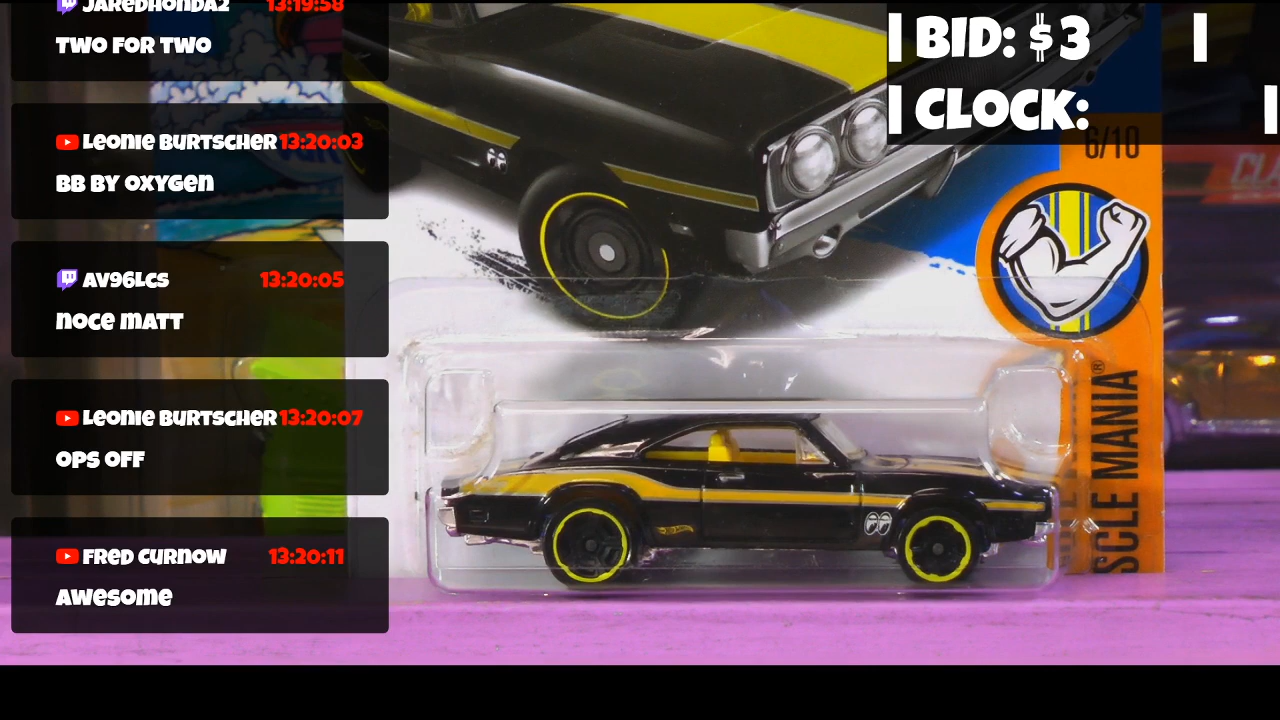 JAREDHONDA2 13:19:58
TWO FOR TWO
LEONIE BURTSCHER 13:20:03
BB BY OXYGEN
AV96LCS 13:20:05
NOCE MATT
LEONIE BURTSCHER 13:20:07
OPS OFF
FRED CURNOW 13:20:11
AWESOME
| BID: $3 |
| CLOCK: |
6/10
CLA
SCLE MANIA®